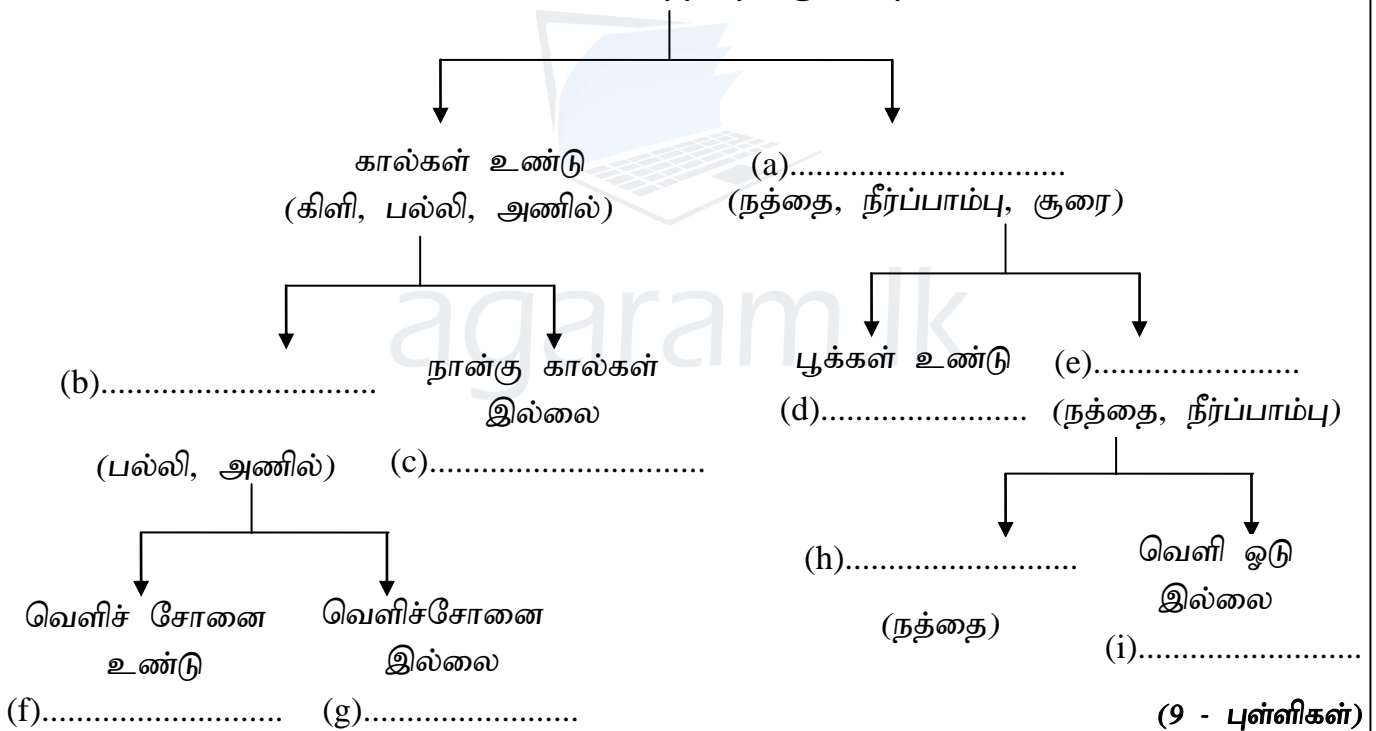 கால்கள் உண்டு
(கிளி, பல்லி, அணில்)
(a)................................
(நத்தை, நீர்ப்பாம்பு, சூரை)
(b)................................
(பல்லி, அணில்)
நான்கு கால்கள்
இல்லை
(c)................................
பூக்கள் உண்டு
(d)........................
(e)........................
(நத்தை, நீர்ப்பாம்பு)
வெளிச் சோனை
உண்டு
(f)............................
வெளிச்சோனை
இல்லை
(g).........................
(h)...........................
(நத்தை)
வெளி ஓடு
இல்லை
(i)..........................
(9 - புள்ளிகள்)
agaram.lk